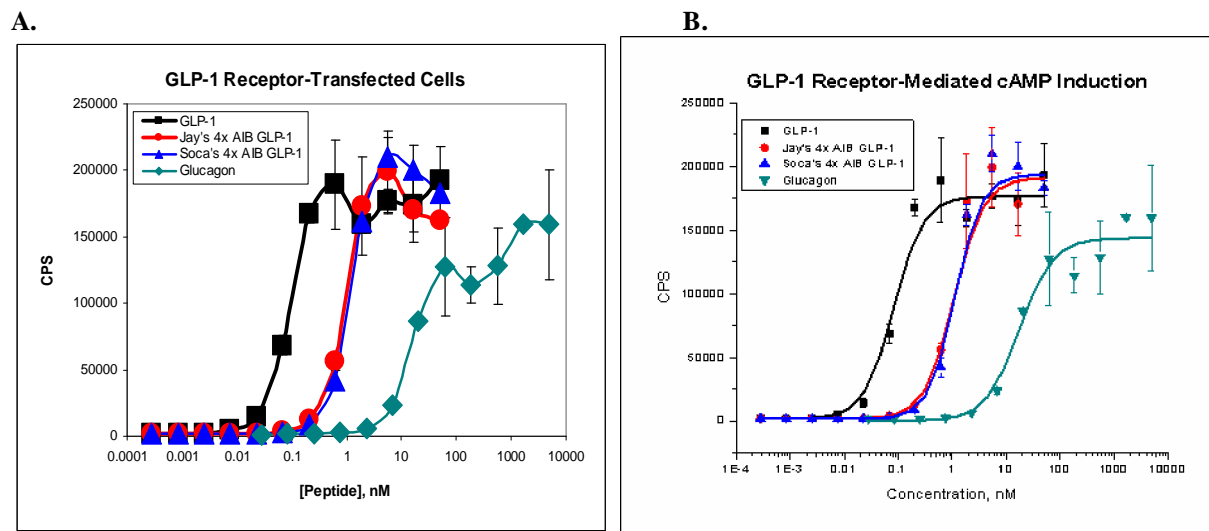 A.
GLP-1 Receptor-Transfected Cells
250000
200000
150000
100000
50000
0
CPS
GLP-1
Jay's 4x AIB GLP-1
Soca's 4x AIB GLP-1
Glucagon
0.0001 0.001 0.01 0.1 1 10 100 1000 10000
[Peptide], nM
B.
GLP-1 Receptor-Mediated cAMP Induction
250000
200000
150000
100000
50000
0
CPS
GLP-1
Jay's 4x AIB GLP-1
Soca's 4x AIB GLP-1
Glucagon
1E-4 1E-3 0.01 0.1 1 10 100 1000 10000
Concentration, nM